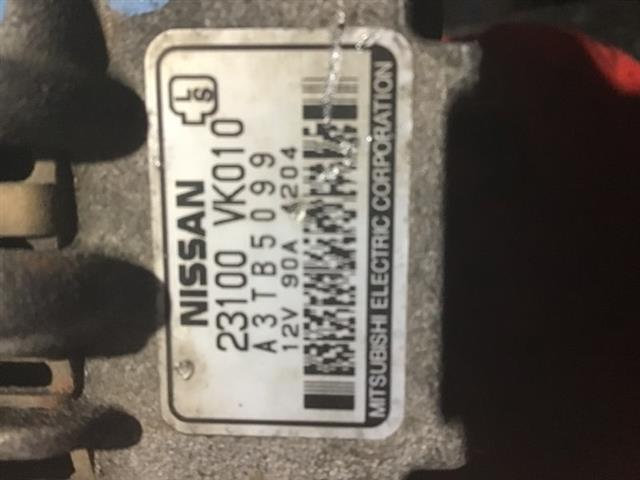 L S
NISSAN
23100 VK010
A3TB5099
12V 90A 4204
MITSUBISHI ELECTRIC CORPORATION